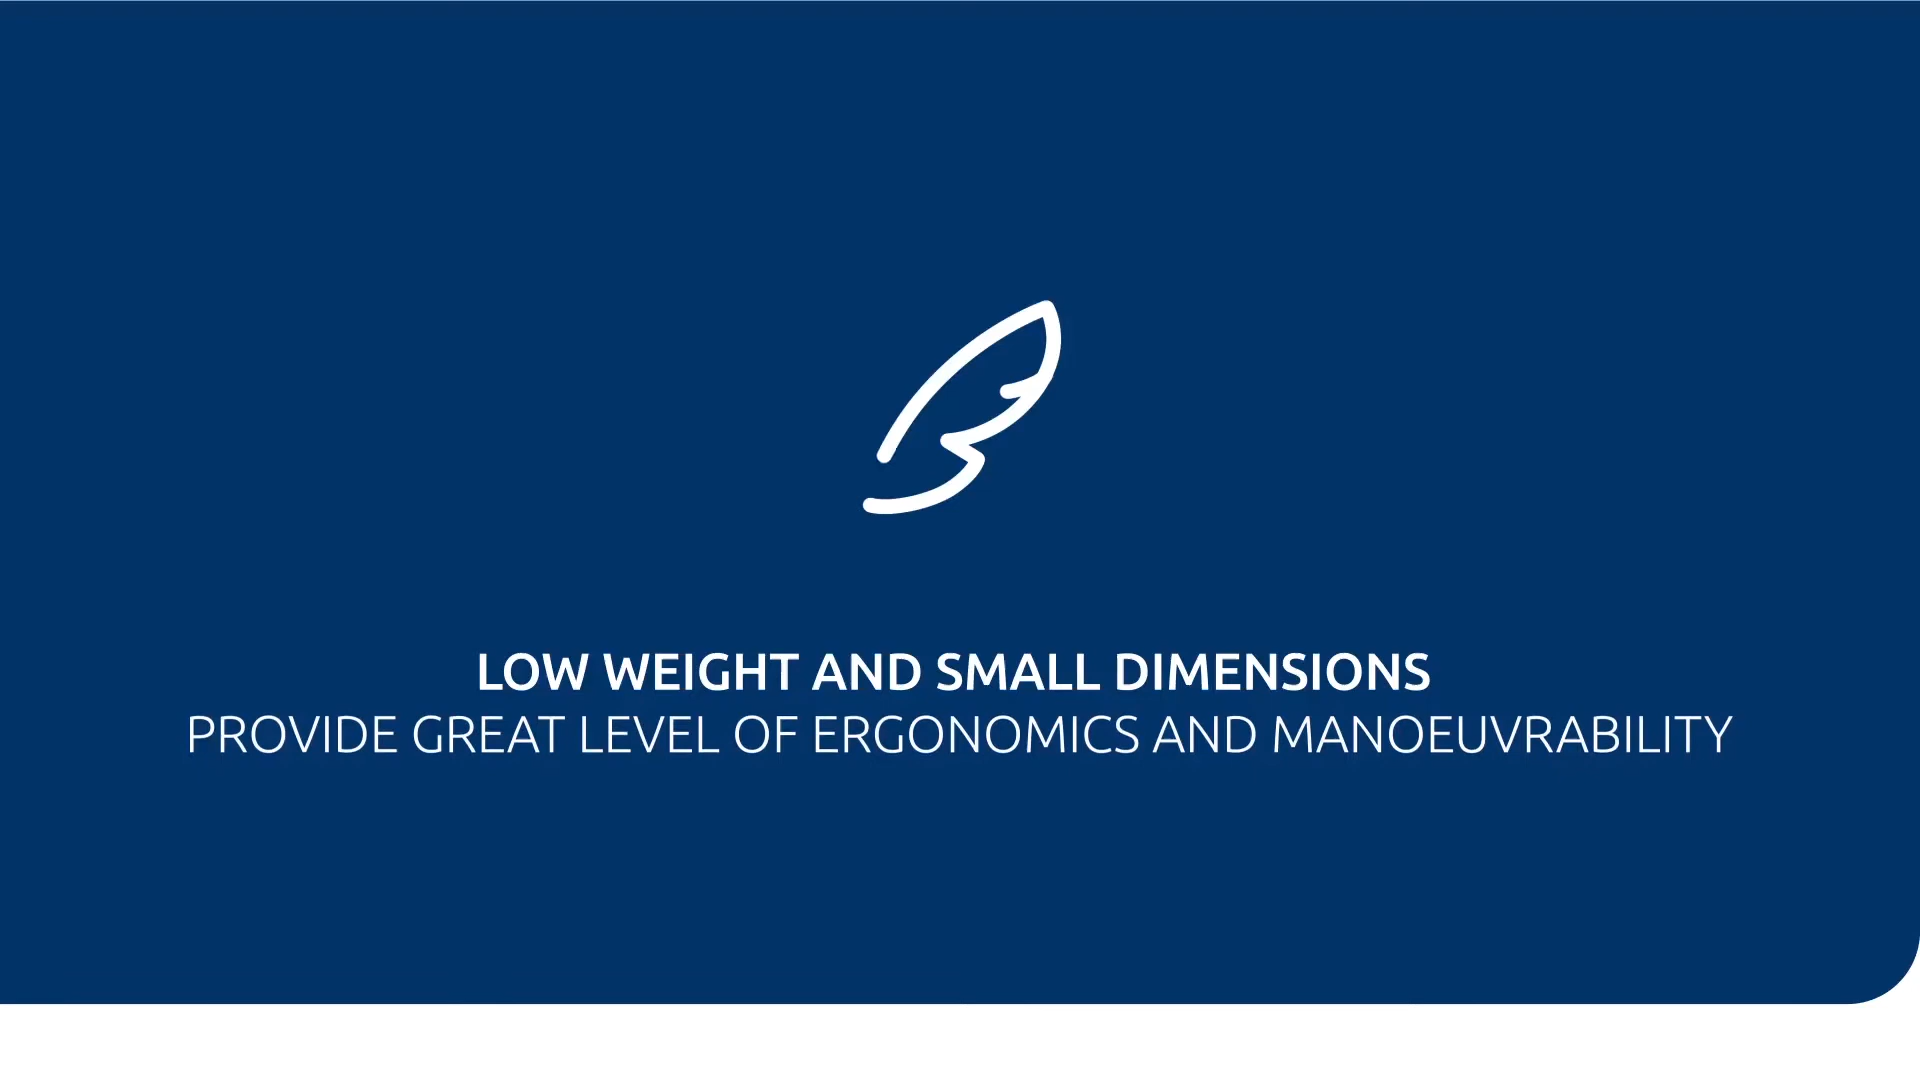 LOW WEIGHT AND SMALL DIMENSIONS
PROVIDE GREAT LEVEL OF ERGONOMICS AND MANOEUVRABILITY